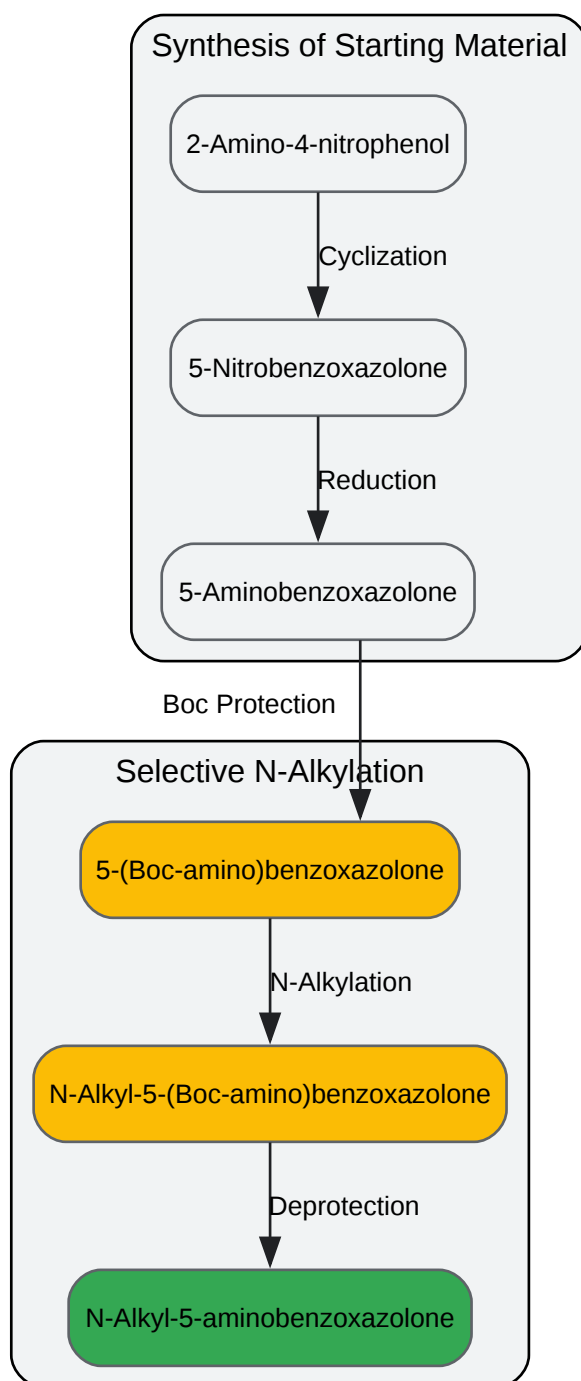 Synthesis of Starting Material
2-Amino-4-nitrophenol
Cyclization
5-Nitrobenzoxazolone
Reduction
5-Aminobenzoxazolone
Boc Protection
Selective N-Alkylation
5-(Boc-amino)benzoxazolone
N-Alkylation
N-Alkyl-5-(Boc-amino)benzoxazolone
Deprotection
N-Alkyl-5-aminobenzoxazolone